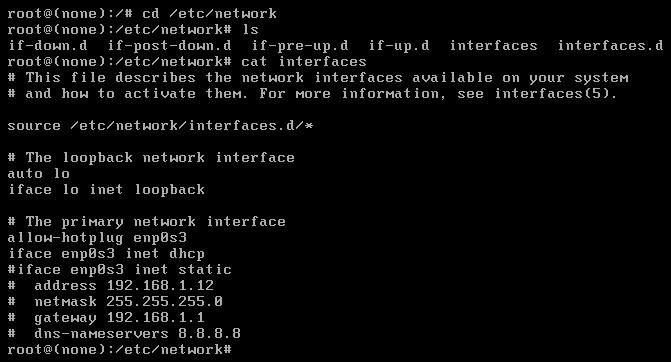 root@(none):/# cd /etc/network
root@(none):/etc/network# ls
if-down.d  if-post-down.d  if-pre-up.d  if-up.d  interfaces  interfaces.d
root@(none):/etc/network# cat interfaces
# This file describes the network interfaces available on your system
# and how to activate them. For more information, see interfaces(5).
source /etc/network/interfaces.d/*
# The loopback network interface
auto lo
iface lo inet loopback
# The primary network interface
allow-hotplug enp0s3
iface enp0s3 inet dhcp
#iface enp0s3 inet static
#  address 192.168.1.12
#  netmask 255.255.255.0
#  gateway 192.168.1.1
#  dns-nameservers 8.8.8.8
root@(none):/etc/network#